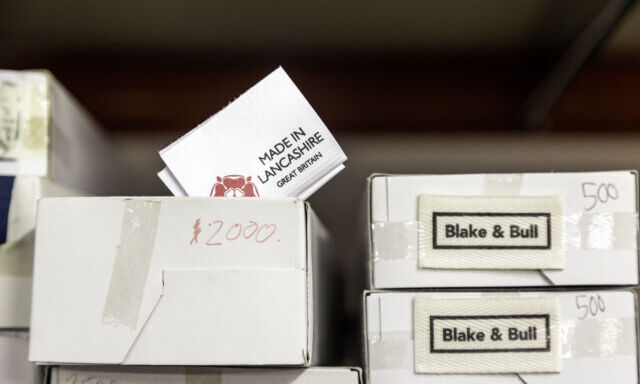 MADE IN
LANCASHIRE
GREAT BRITAIN
2000.
500
Blake & Bull
500
Blake & Bull